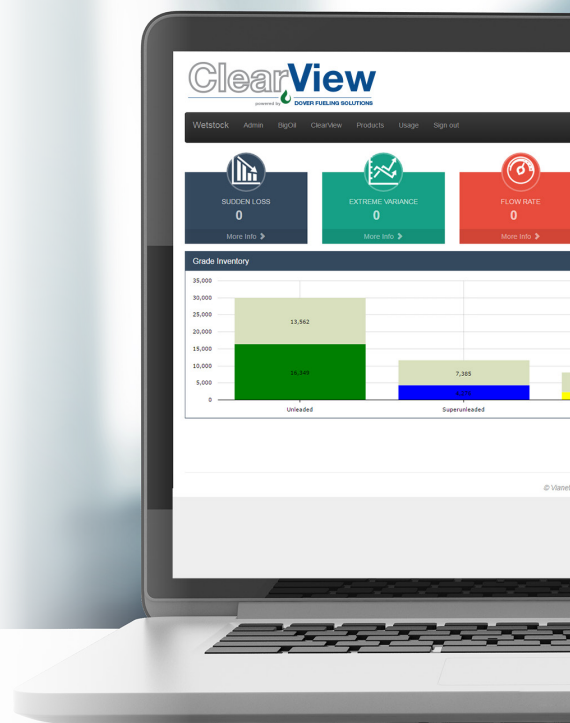 ClearView
powered by DOVER FUELING SOLUTIONS
Wetstock Admin BigOil ClearView Products Usage Sign out
SUDDEN LOSS EXTREME VARIANCE FLOW RATE
0 0 0
More Info More Info More Info
Grade Inventory
35,000
30,000
25,000
20,000
15,000
10,000
5,000
0
13,562
7,385
Unleaded Superunleaded